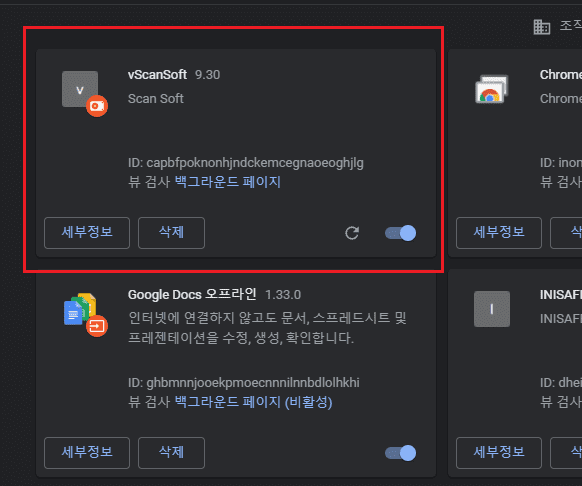 조직
V
vScanSoft 9.30
Scan Soft
ID: capbfpoknonhjndckemcegnaoeoghjlg
뷰 검사 백그라운드 페이지
세부정보
삭제
Chrome
Chrome
ID: inom
뷰 검사
세부정보
Google Docs 오프라인 1.33.0
인터넷에 연결하지 않고도 문서, 스프레드시트 및
프레젠테이션을 수정, 생성, 확인합니다.
ID: ghbmnnjooekpmoecnnnilnnbdlolhkhi
뷰 검사 백그라운드 페이지 (비활성)
세부정보
삭제
I
INISAFE
INISAFE
ID: dhei
뷰 검사
세부정보